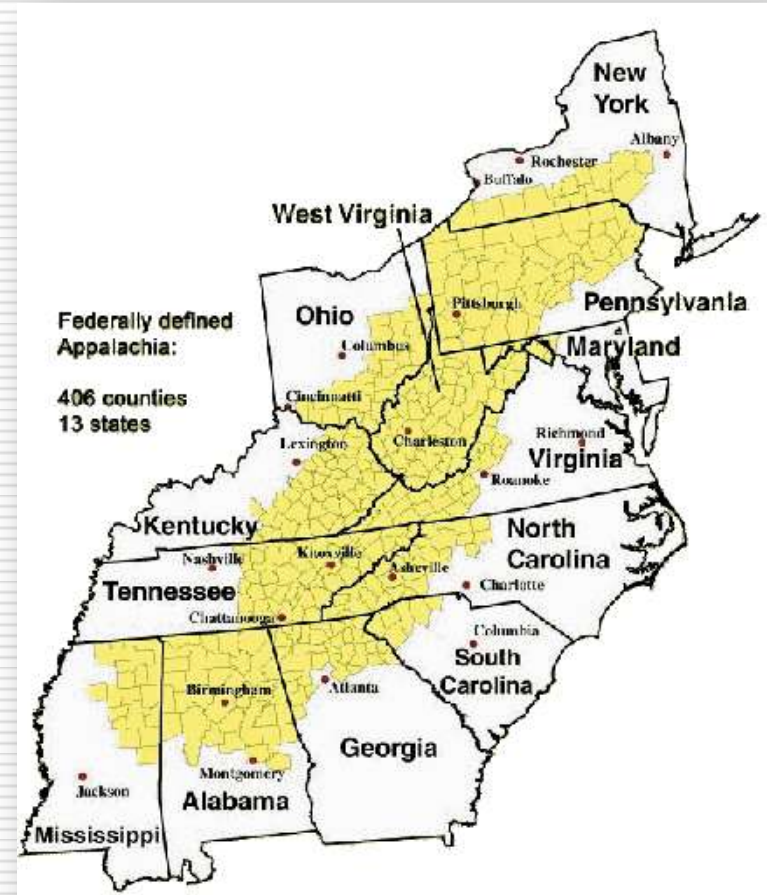 New
York
Albany
Rochester
Buffalo
West Virginia
Pittsburgh
Pennsylvania
Ohio
Federally defined
Appalachia:
406 counties
13 states
Columbus
Maryland
Cincinnatti
Lexington
Charleston
Richmond
Virginia
Roanoke
Kentucky
North
Carolina
Nashville
Knoxville
Asheville
Tennessee
Charlotte
Chattanooga
Columbia
South
Carolina
Birmingham
Atlanta
Georgia
Montgomery
Jackson
Alabama
Mississippi